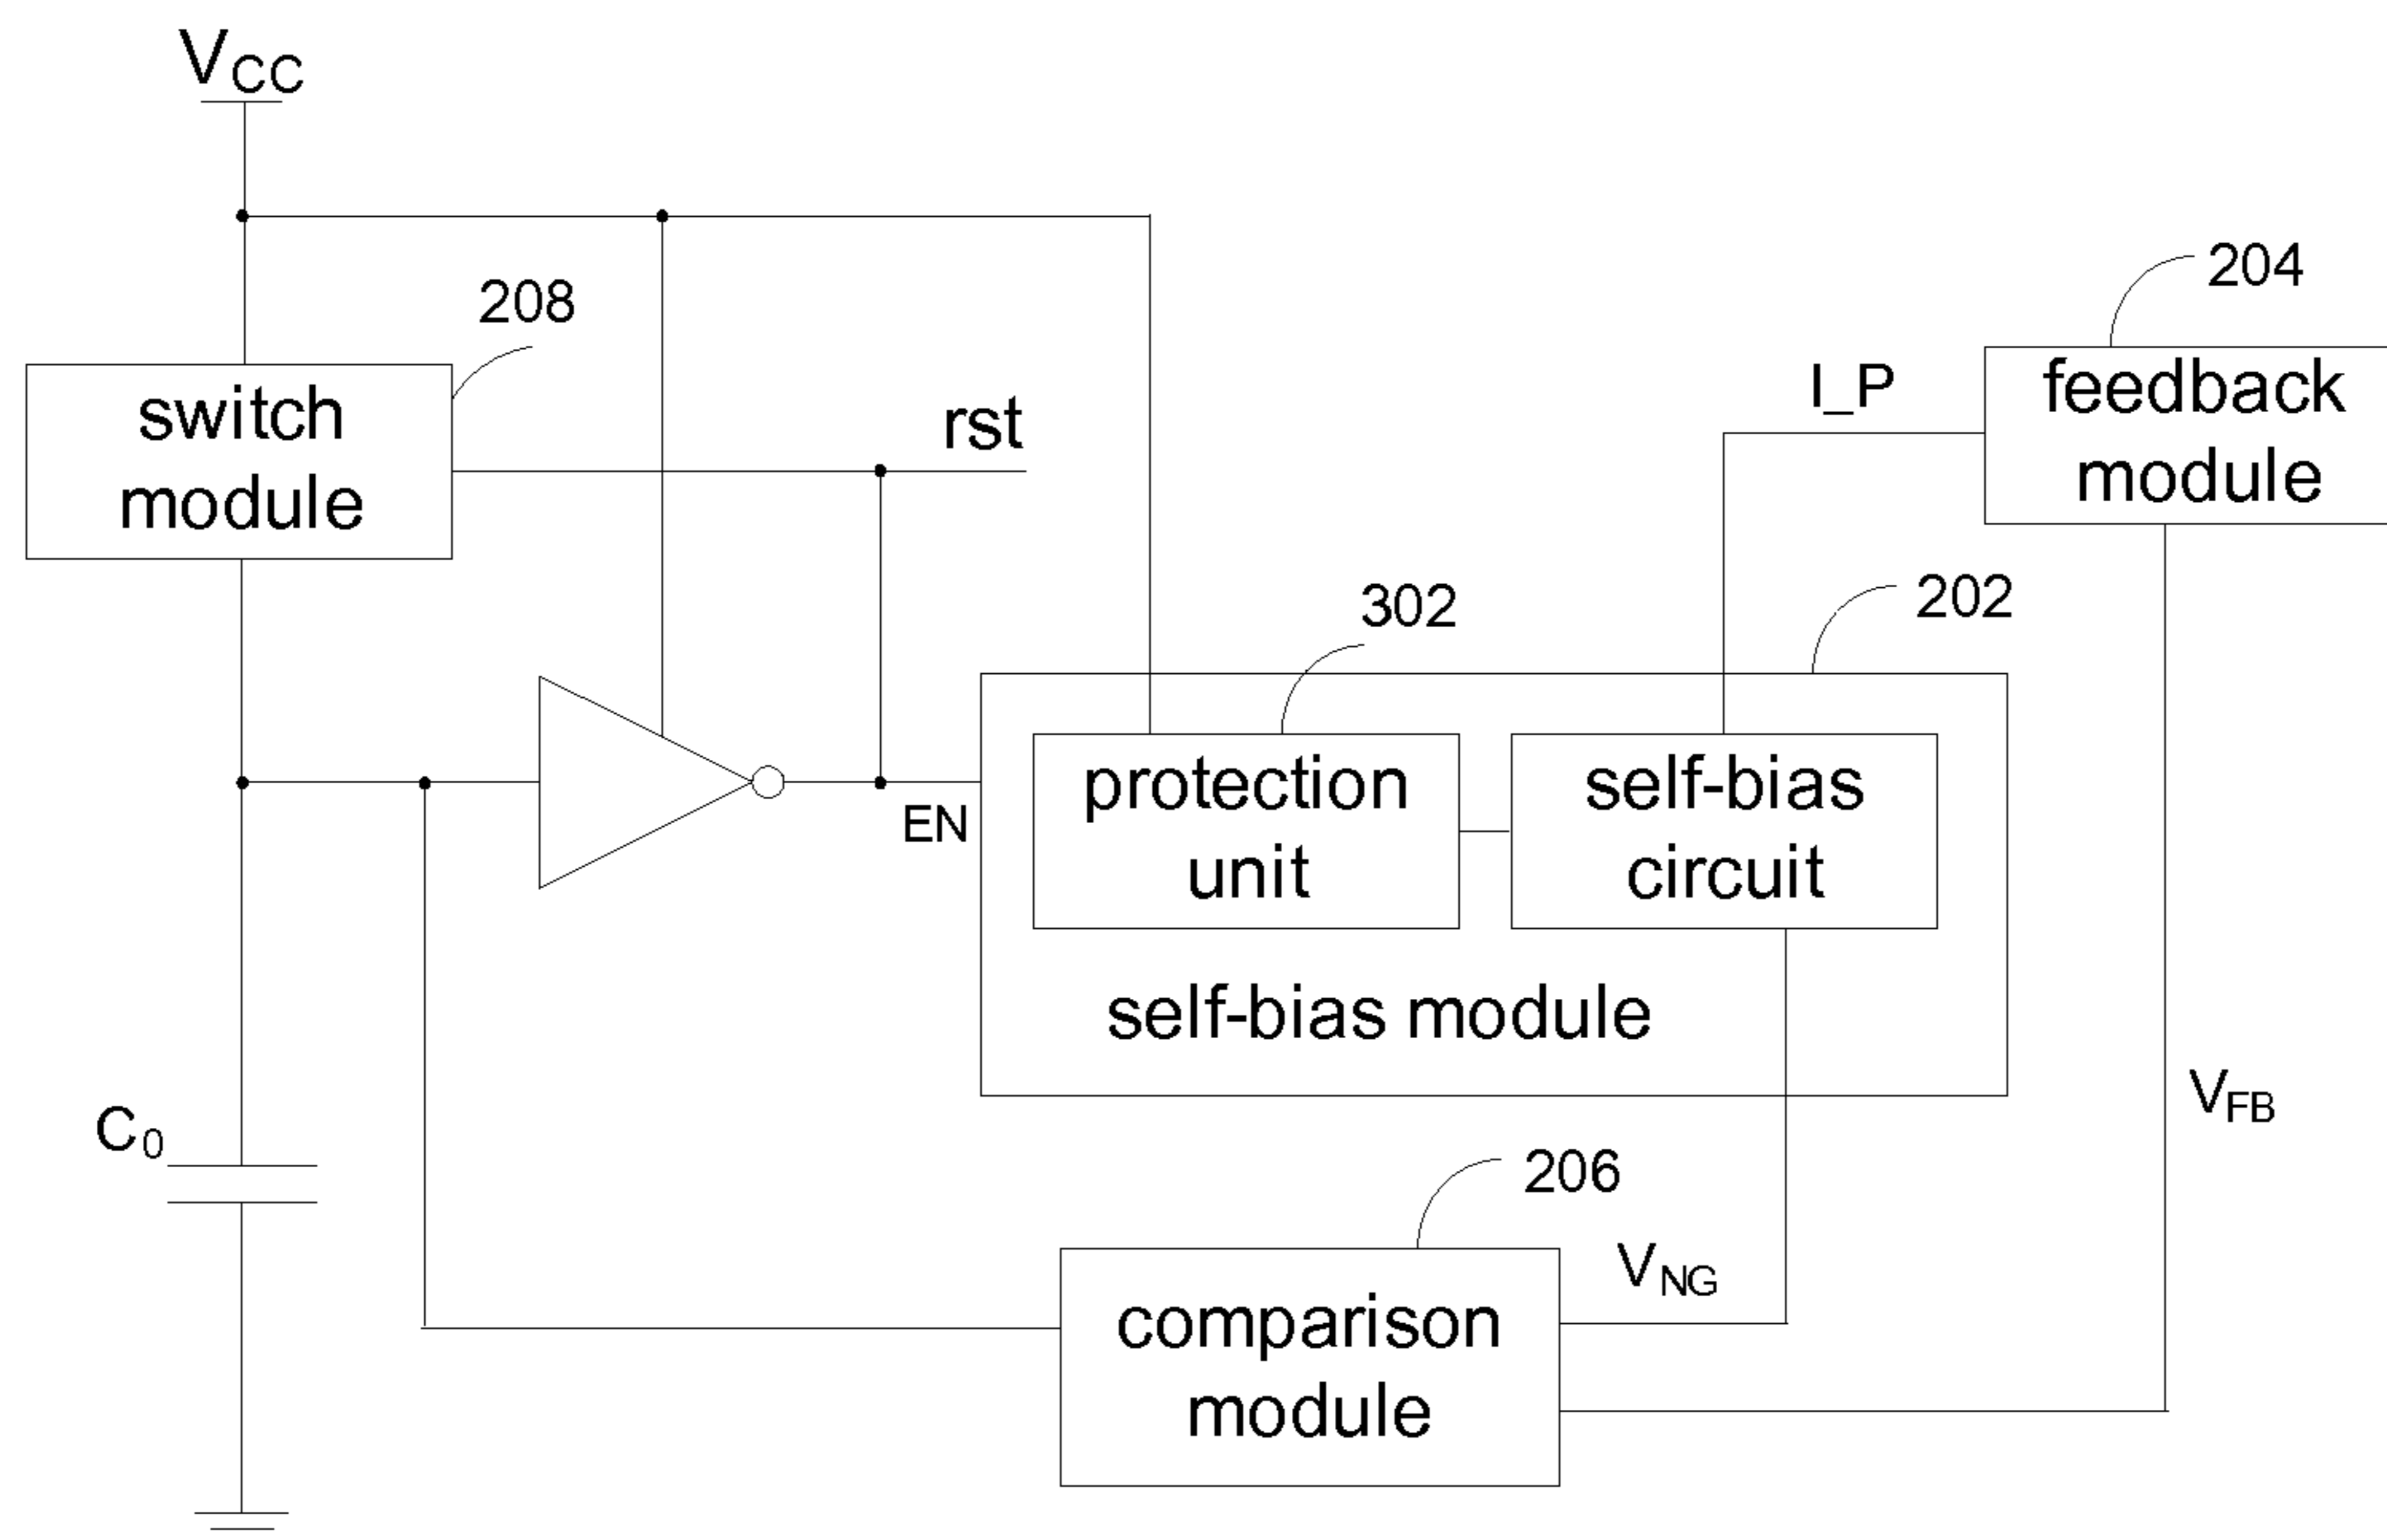 VCC
208
204
switch
module
rst
I_P
feedback
module
302
202
protection
unit
self-bias
circuit
EN
self-bias module
C0
VFB
206
VNG
comparison
module